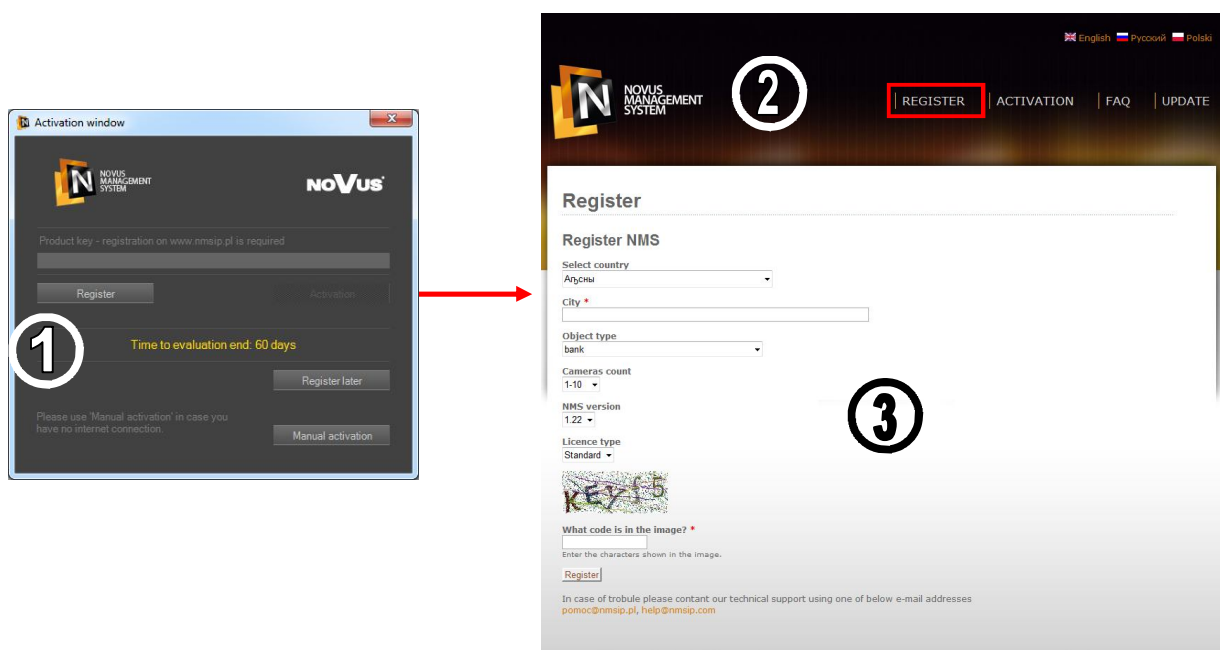 Activation window
NOVUS
MANAGEMENT
SYSTEM
NOVUS
Product key - registration on www.nmsip.pl is required
Register
Activation
1
Time to evaluation end: 60 days
Register later
Please use 'Manual activation' in case you
have no internet connection.
Manual activation
English Русский Polski
NOVUS
MANAGEMENT
SYSTEM
2
REGISTER ACTIVATION FAQ UPDATE
Register
Register NMS
Select country
Аҧсны
City *
Object type
bank
Cameras count
1-10
NMS version
1.22
3
Licence type
Standard
KEYf5
What code is in the image? *
Enter the characters shown in the image.
Register
In case of trobule please contant our technical support using one of below e-mail addresses
pomoc@nmsip.pl, help@nmsip.com